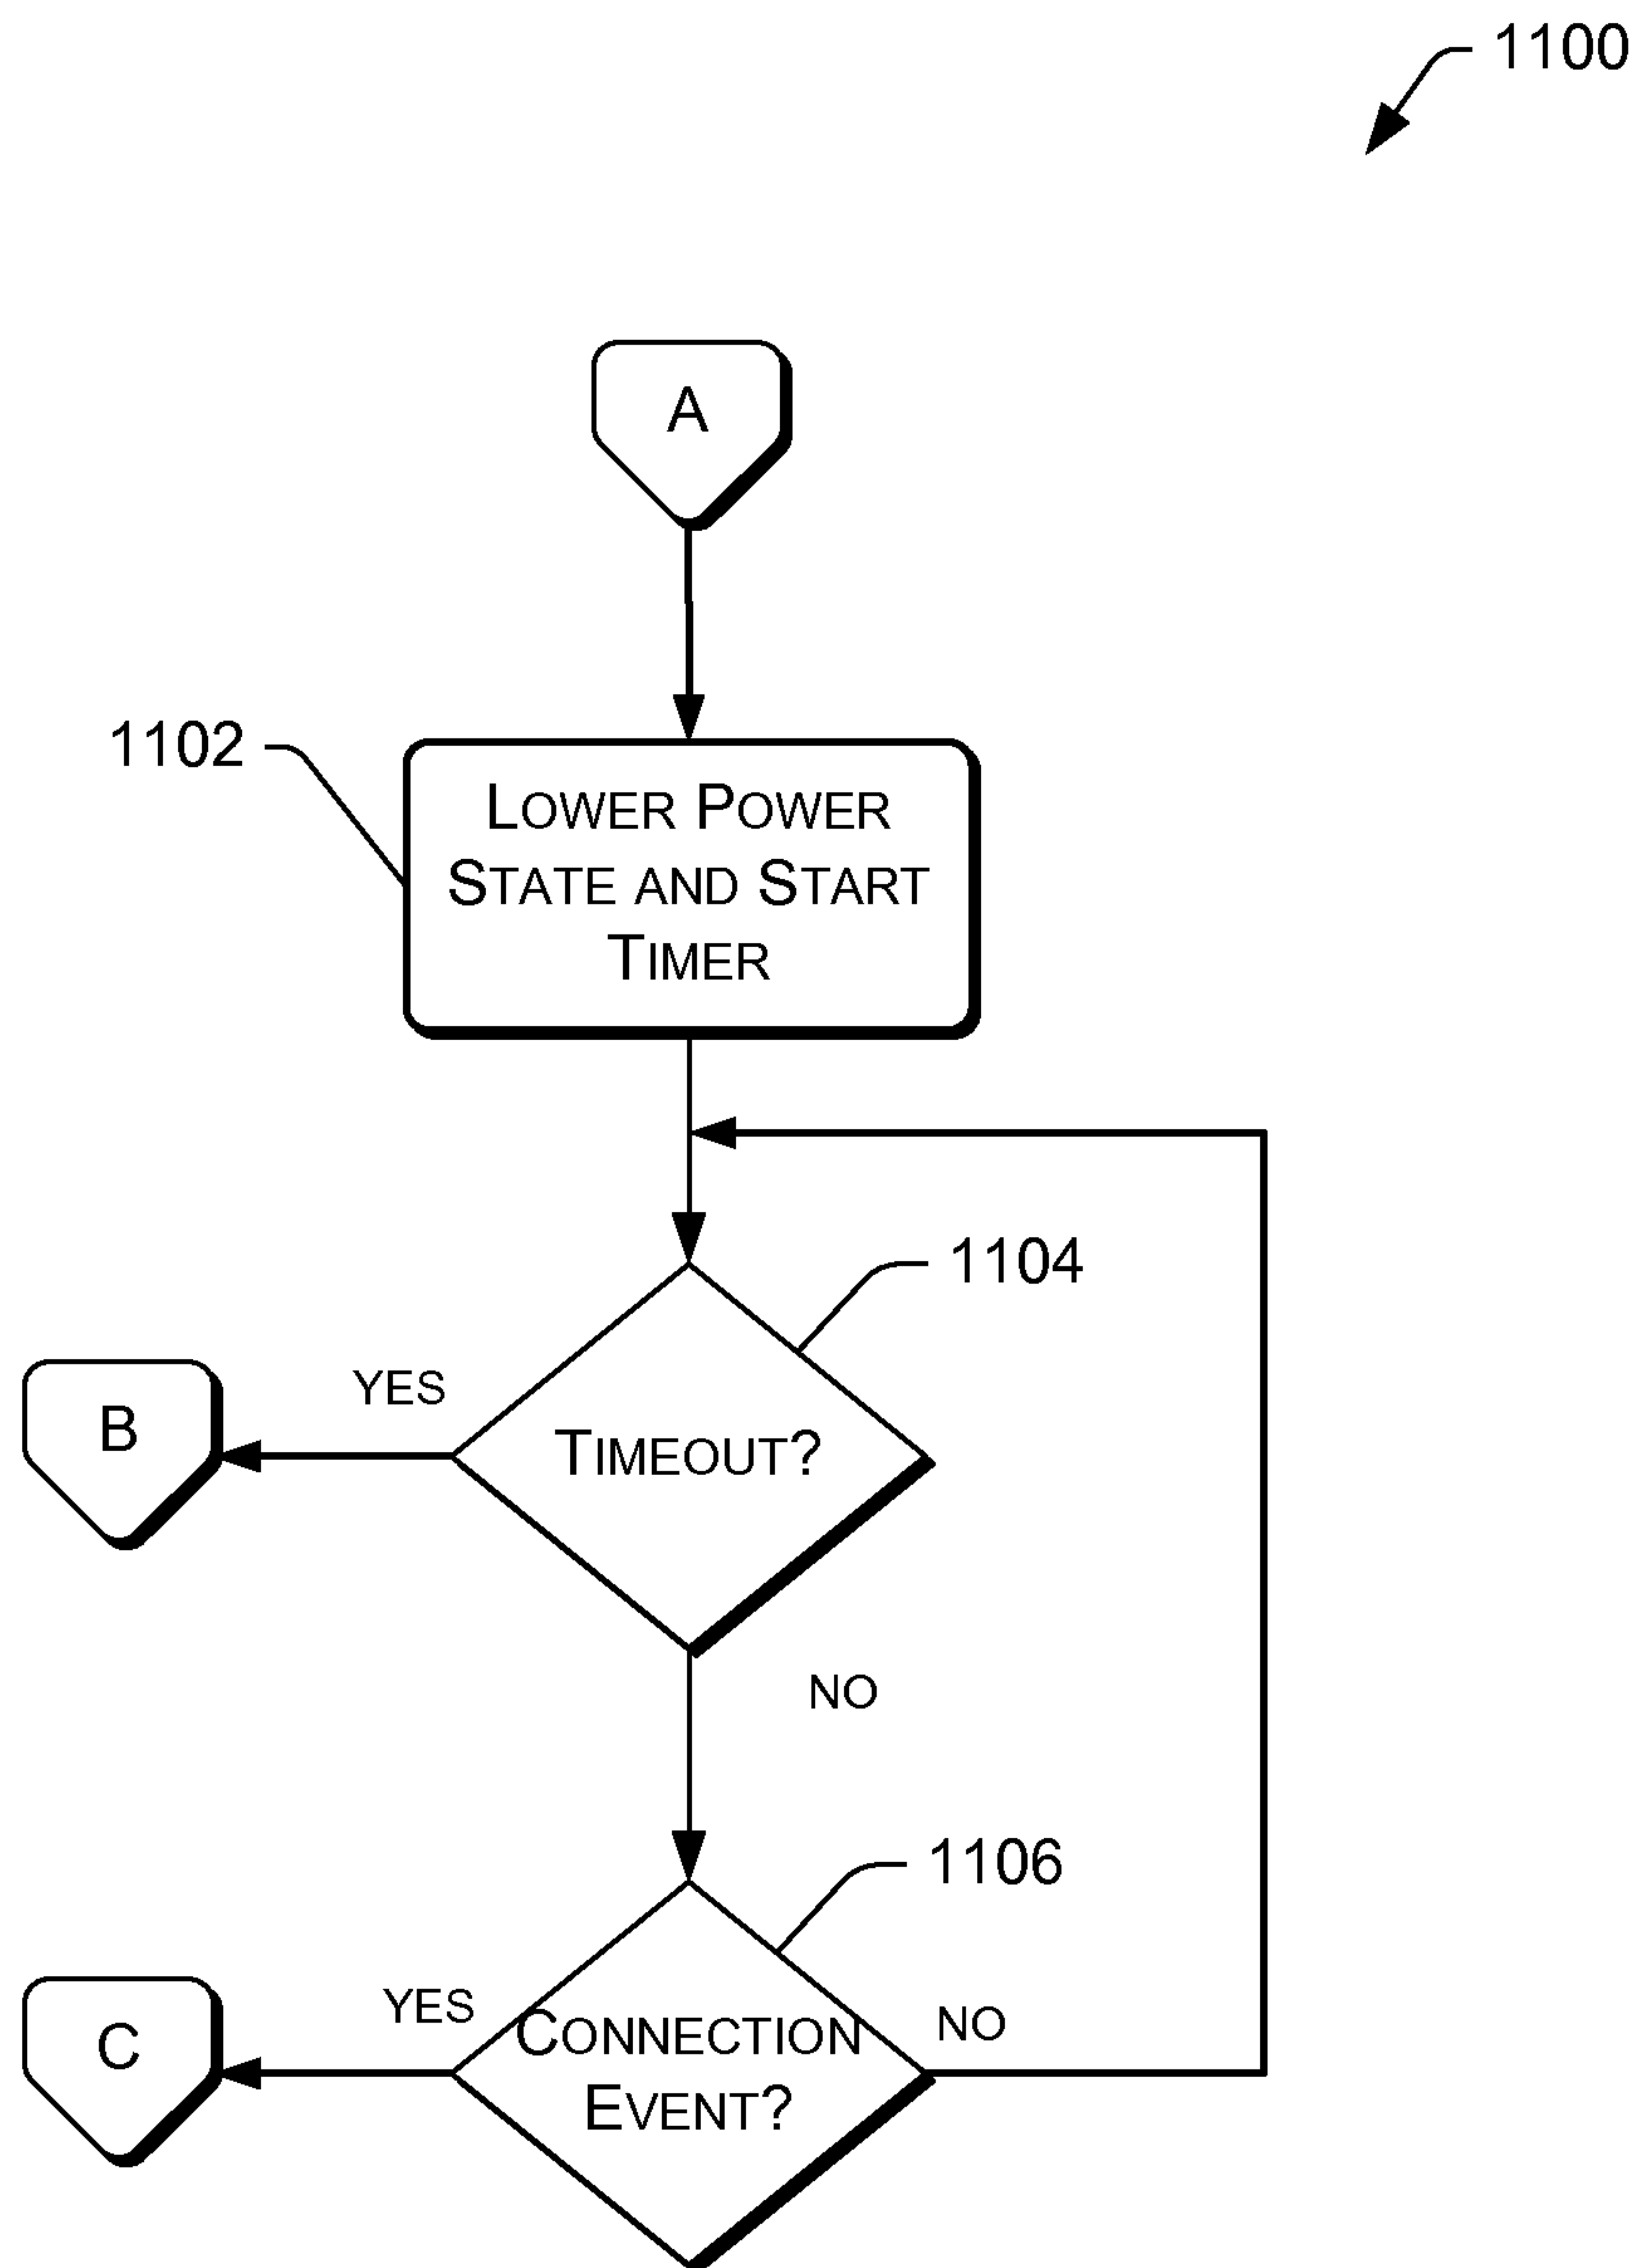 1100
A
1102
LOWER POWER
STATE AND START
TIMER
1104
YES
B
TIMEOUT?
NO
1106
YES
C
CONNECTION
EVENT?
NO